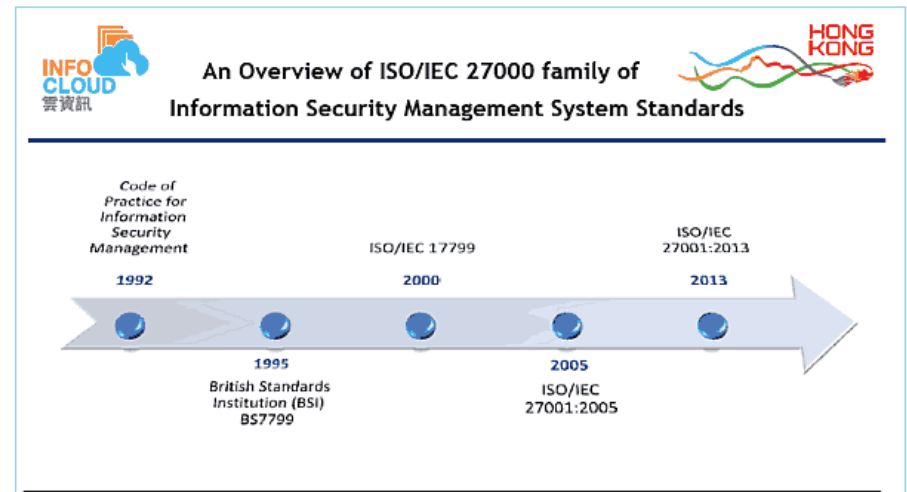 INFO
CLOUD
雲資訊
HONG
KONG
An Overview of ISO/IEC 27000 family of
Information Security Management System Standards
Code of
Practice for
Information
Security
Management
1992
ISO/IEC 17799
2000
ISO/IEC
27001:2013
2013
1995
British Standards
Institution (BSI)
BS7799
2005
ISO/IEC
27001:2005